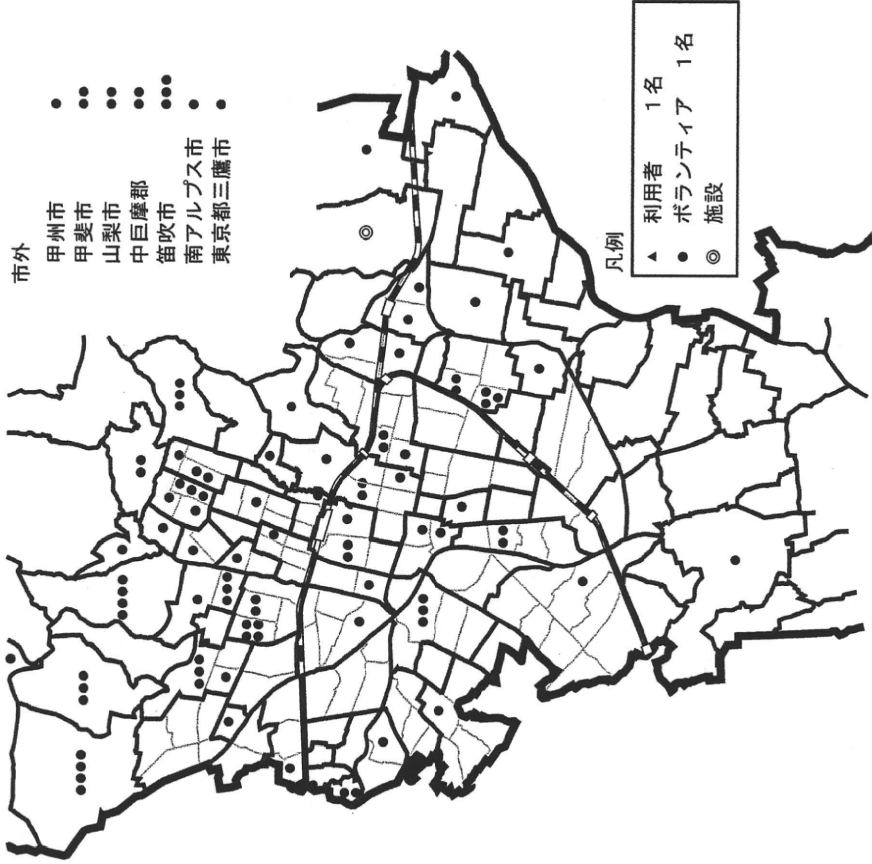 市外
甲州市 ●
甲斐市 ●●●●
山梨市 ●●●●
中巨摩郡 ●●●●
笛吹市 ●●●●●●
南アルプス市 ●
東京都三鷹市 ●
凡例
▲ 利用者 1名
● ボランティア 1名
◎ 施設